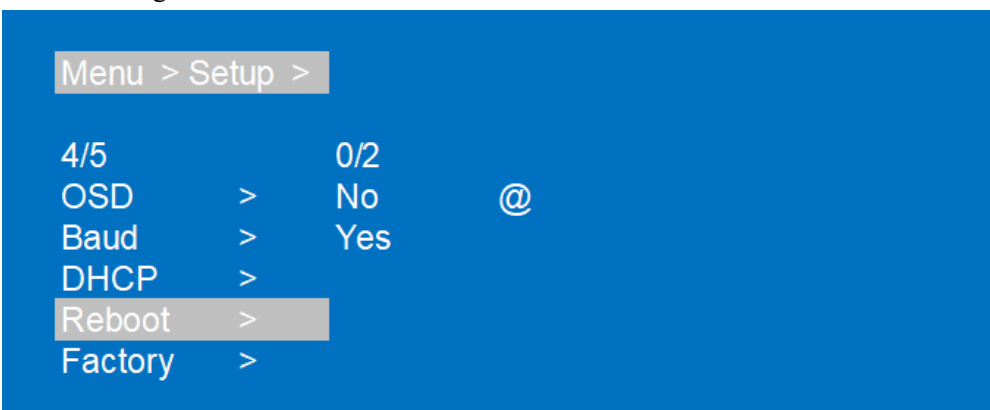 Menu > Setup >
4/5 0/2
OSD > No @
Baud > Yes
DHCP >
Reboot >
Factory >